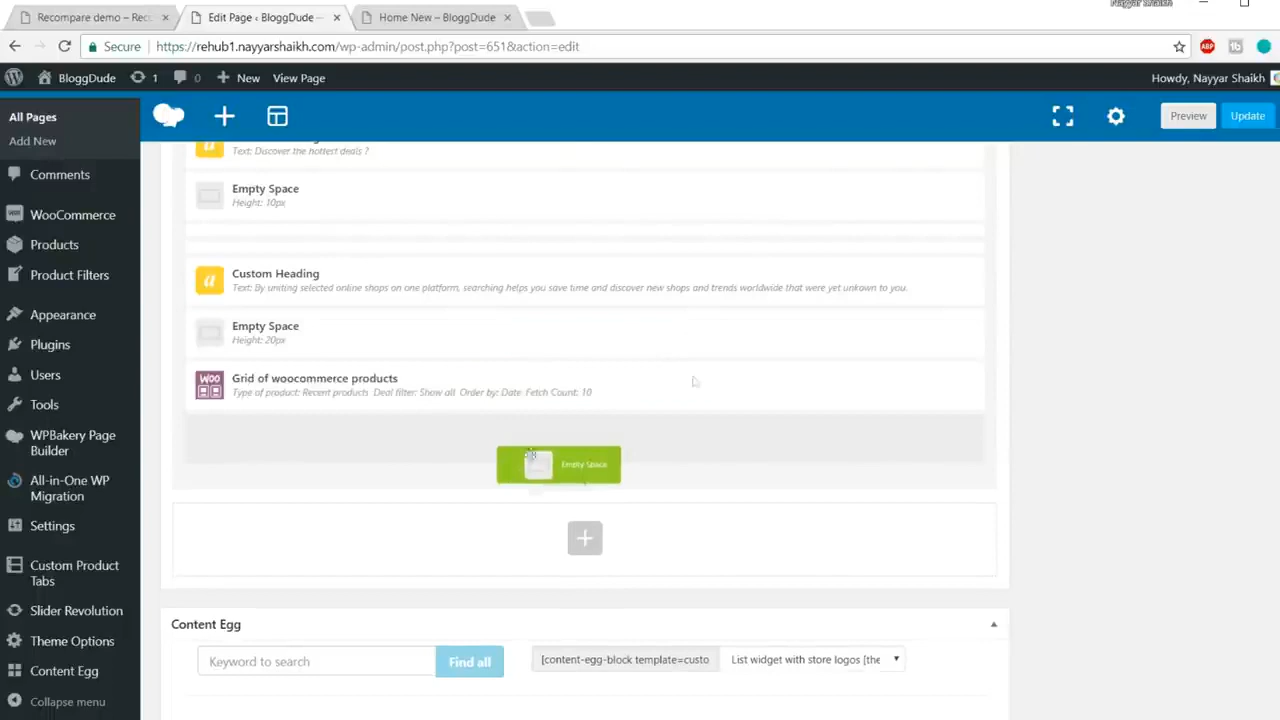 Nayyar Shaikh
Recompare demo – Rec
Edit Page ‹ BloggDude —
Home New – BloggDude
Secure
https://rehub1.nayyarshaikh.com/wp-admin/post.php?post=651&action=edit
ABP
BloggDude
1
0
New
View Page
Howdy, Nayyar Shaikh
All Pages
Add New
Preview
Update
Text: Discover the hottest deals ?
Comments
Empty Space
Height: 10px
WooCommerce
Products
Product Filters
Custom Heading
Text: By uniting selected online shops on one platform, searching helps you save time and discover new shops and trends worldwide that were yet unkown to you.
Appearance
Empty Space
Height: 20px
Plugins
Users
WOO
Grid of woocommerce products
Type of product: Recent products Deal filter: Show all Order by: Date Fetch Count: 10
Tools
WPBakery Page
Builder
Empty Space
All-in-One WP
Migration
Settings
Custom Product
Tabs
Slider Revolution
Content Egg
Theme Options
Keyword to search
Find all
[content-egg-block template=custo
List widget with store logos [the
Content Egg
Collapse menu